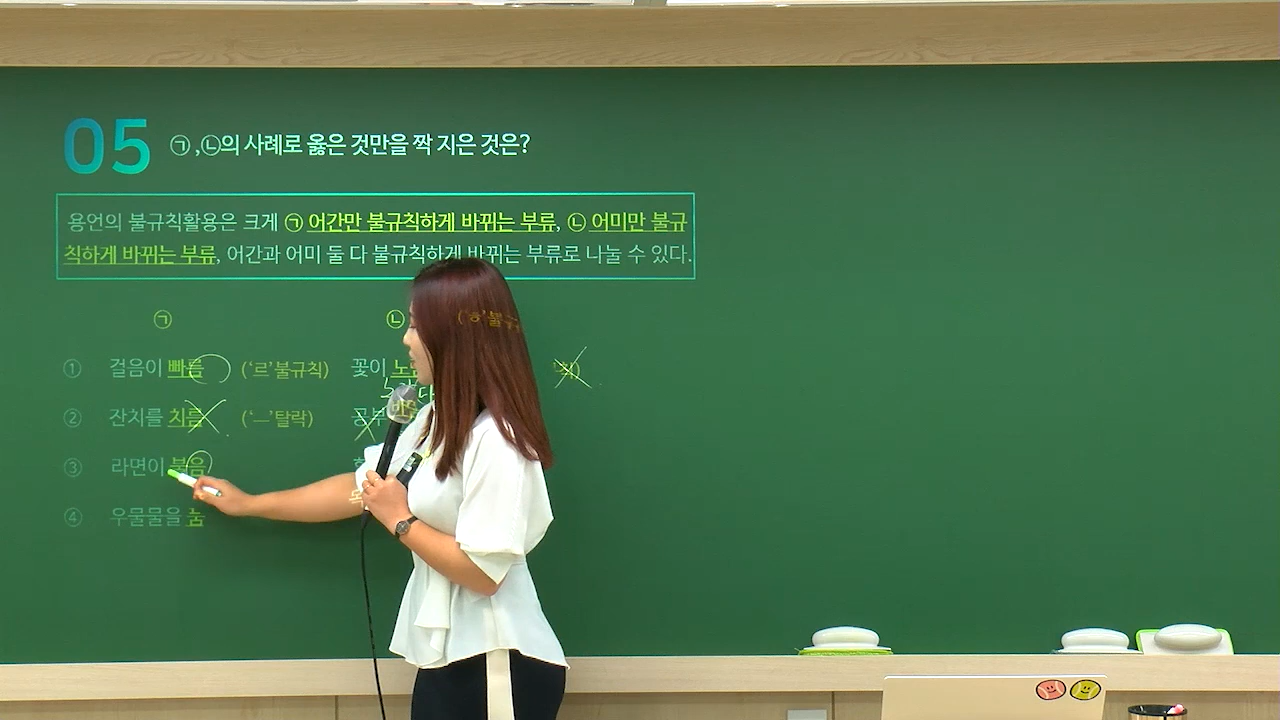 05 ㉠,㉡의 사례로 옳은 것만을 짝 지은 것은?
용언의 불규칙활용은 크게 ㉠ 어간만 불규칙하게 바뀌는 부류, ㉡ 어미만 불규
칙하게 바뀌는 부류, 어간과 어미 둘 다 불규칙하게 바뀌는 부류로 나눌 수 있다.
㉠ ㉡
① 걸음이 빠름 ('르'불규칙) 꽃이
② 잔치를 치름 ('ㅡ'탈락) 공부
③ 라면이 불음
④ 우물물을 품